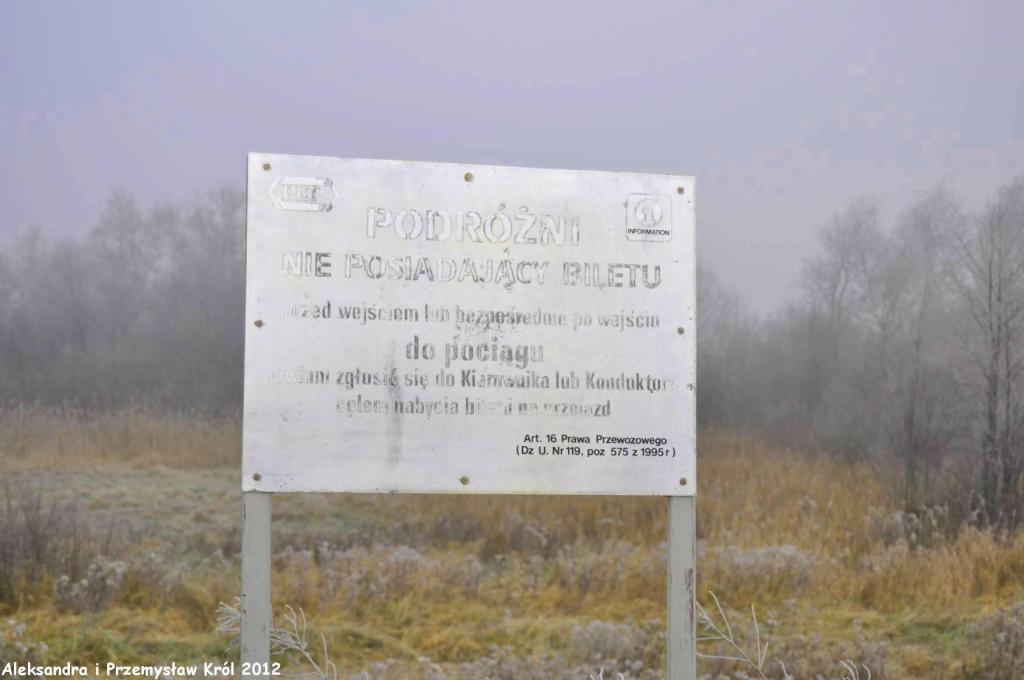 PKP
PODRÓŻNI
INFORMATION
NIE POSIADAJĄCY BILETU
przed wejściem lub bezpośrednio po wejściu
do pociągu
powinni zgłosić się do Kierownika lub Konduktora
celem nabycia biletu na przejazd
Art. 16 Prawa Przewozowego
(Dz U. Nr 119, poz 575 z 1995r)
Aleksandra i Przemysław Król 2012